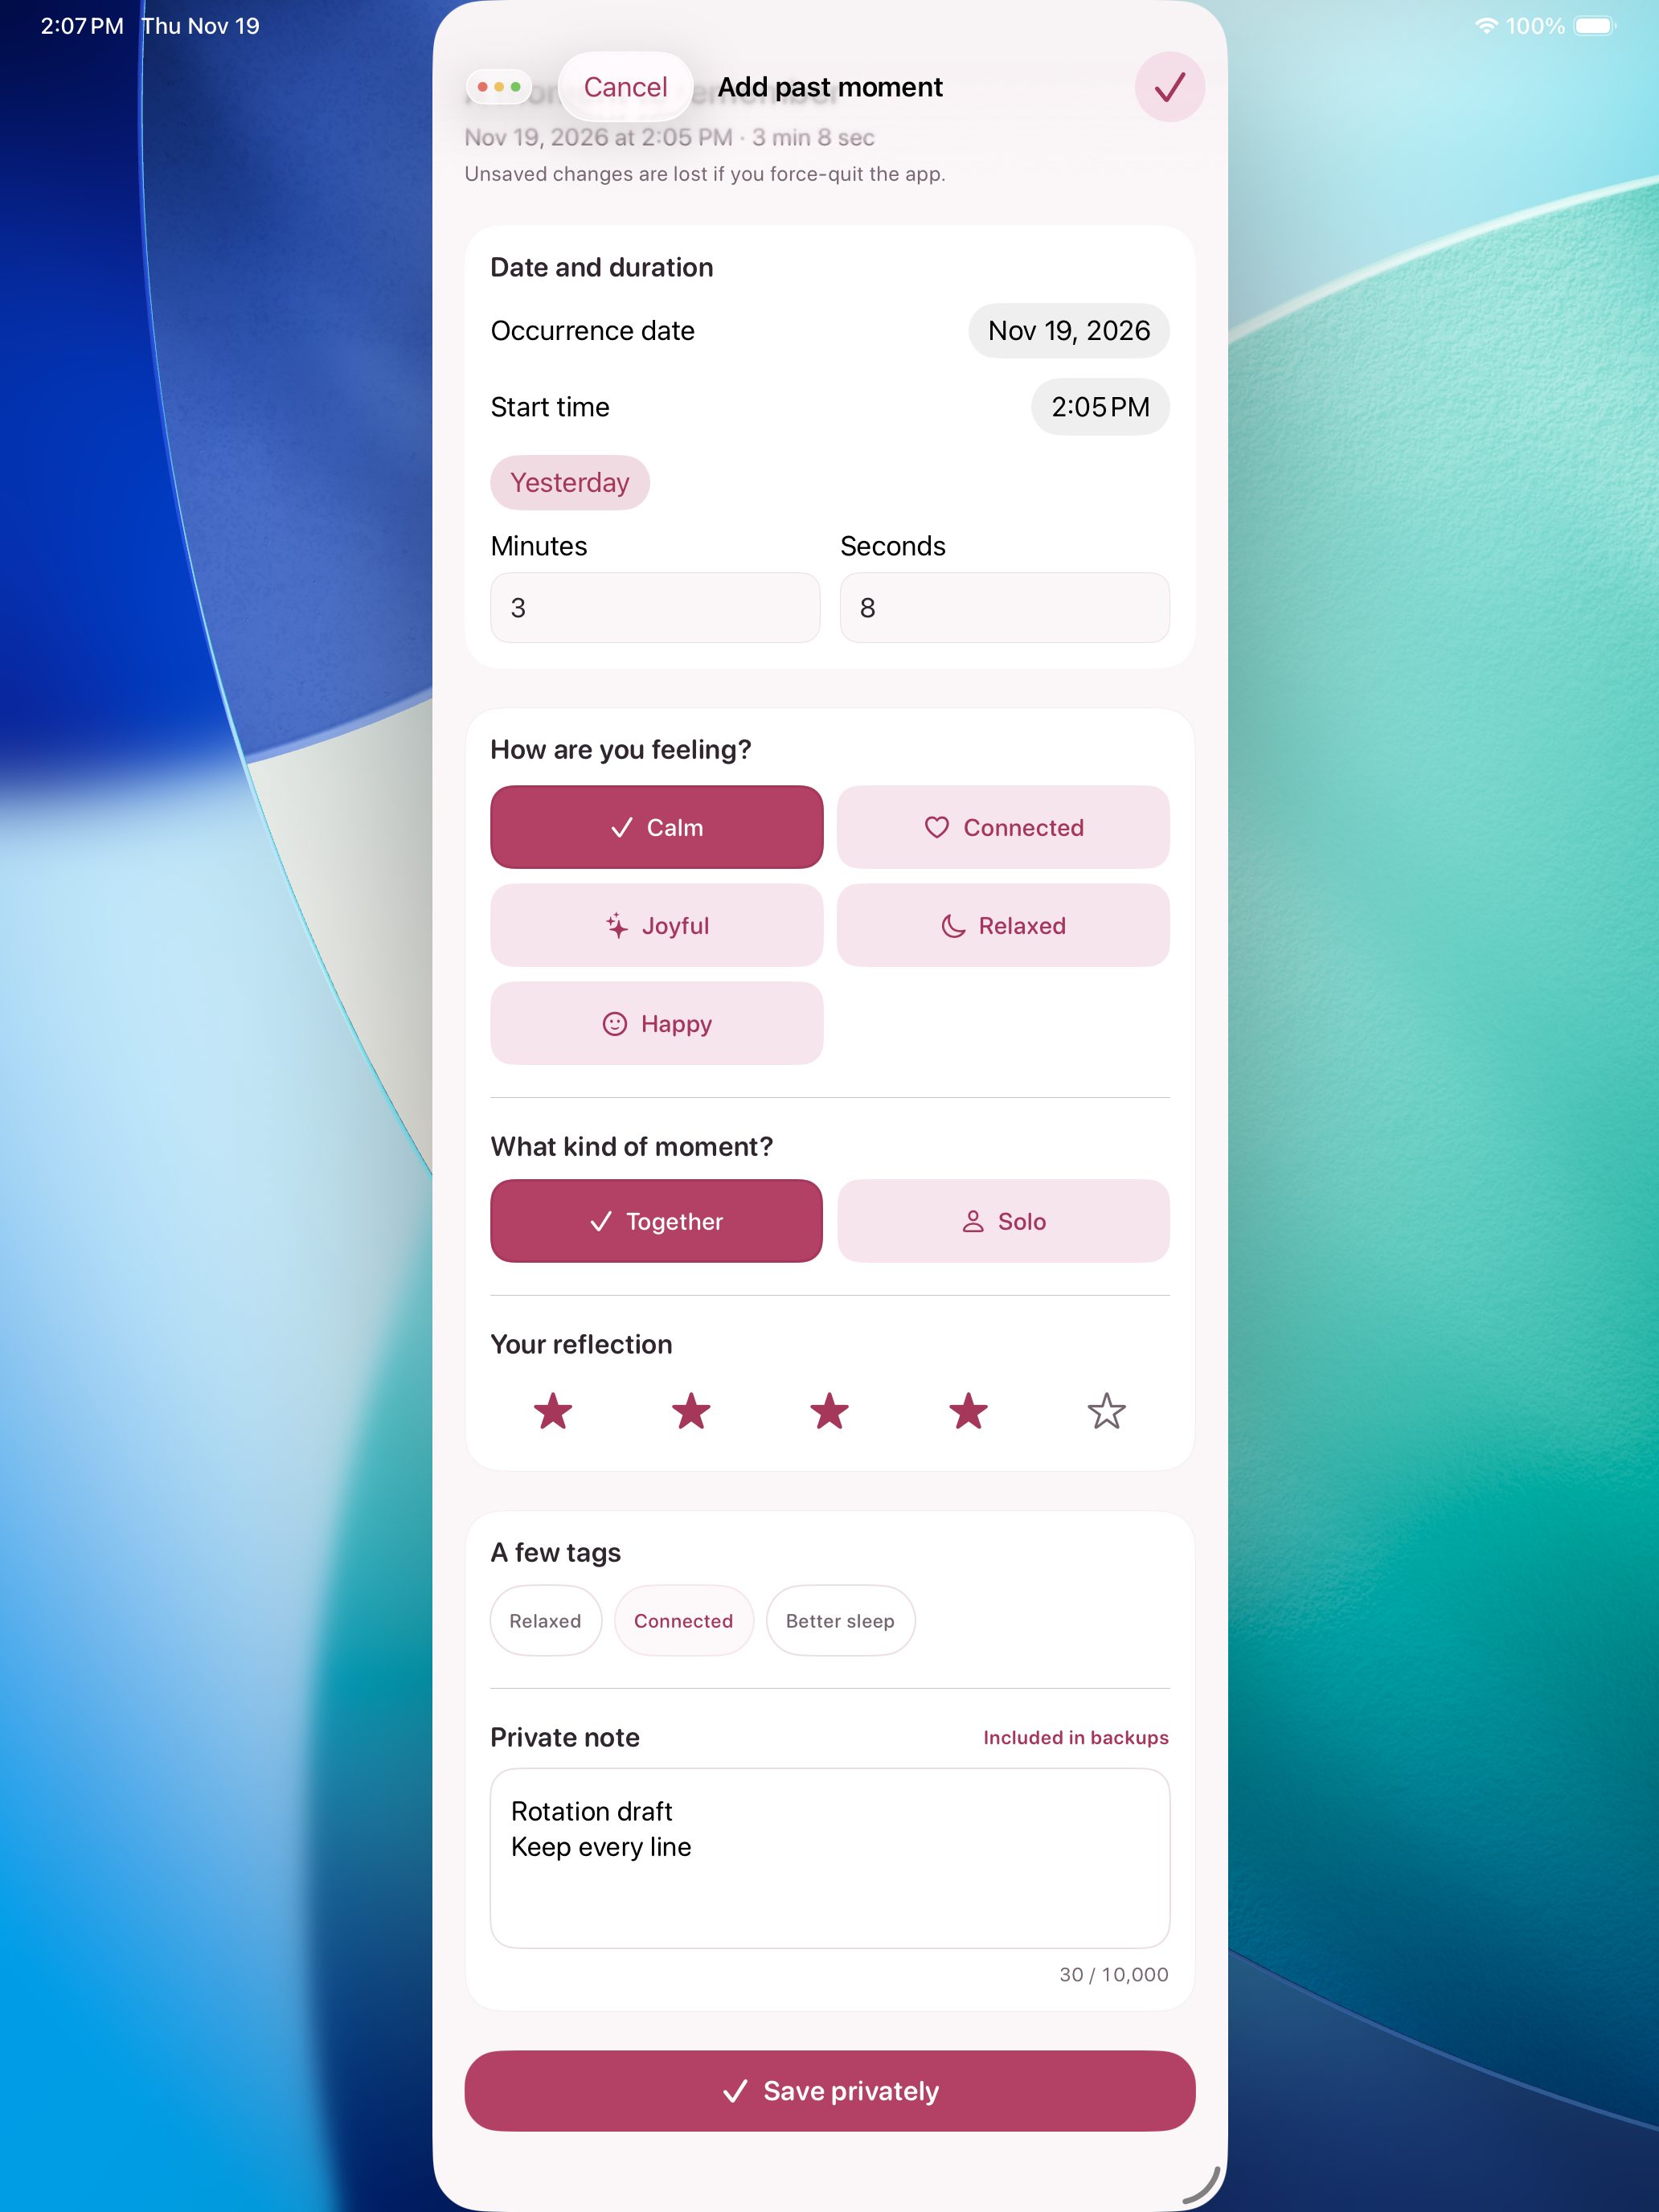 2:07 PM Thu Nov 19
100%
Cancel
Add past moment
Nov 19, 2026 at 2:05 PM · 3 min 8 sec
Unsaved changes are lost if you force-quit the app.
Date and duration
Occurrence date
Nov 19, 2026
Start time
2:05 PM
Yesterday
Minutes
Seconds
3
8
How are you feeling?
Calm
Connected
Joyful
Relaxed
Happy
What kind of moment?
Together
Solo
Your reflection
A few tags
Relaxed
Connected
Better sleep
Private note
Included in backups
Rotation draft
Keep every line
30 / 10,000
Save privately